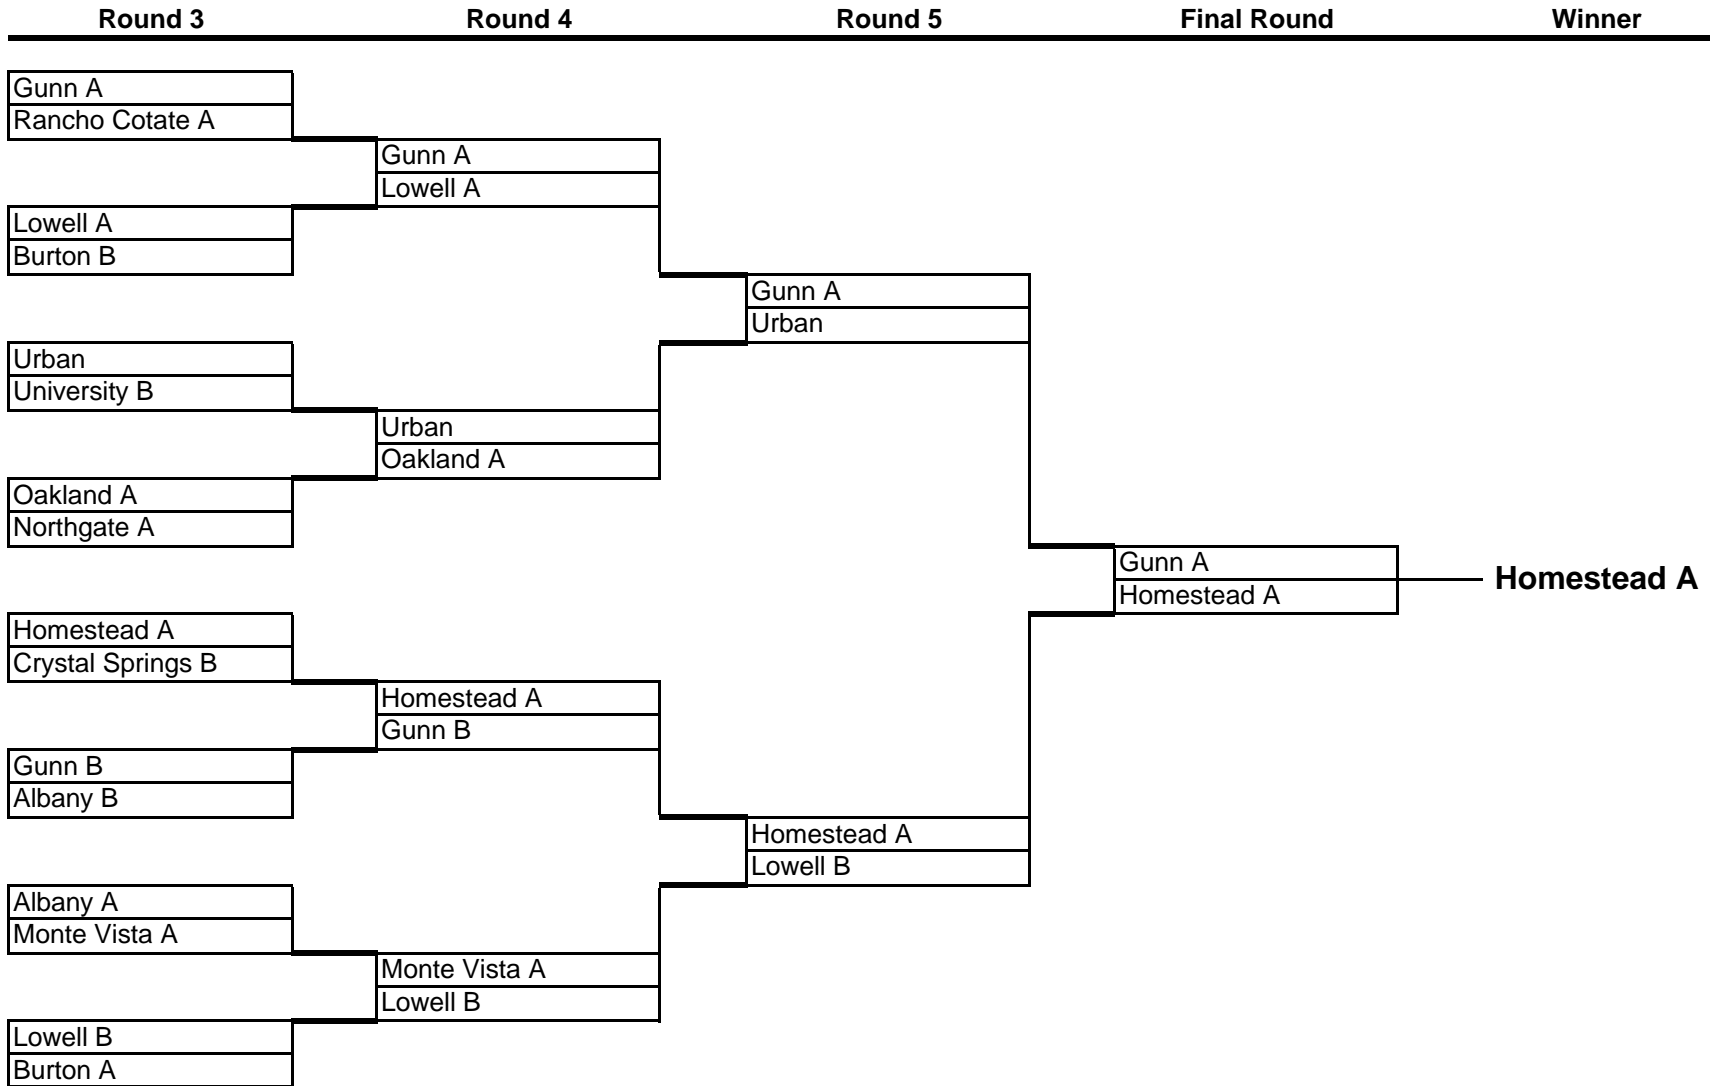 Round 3 Round 4 Round 5 Final Round Winner
Gunn A
Rancho Cotate A
Gunn A
Lowell A
Lowell A
Burton B
Gunn A
Urban
Urban
University B
Urban
Oakland A
Oakland A
Northgate A
Gunn A
Homestead A
Homestead A
Homestead A
Crystal Springs B
Homestead A
Gunn B
Gunn B
Albany B
Homestead A
Lowell B
Albany A
Monte Vista A
Monte Vista A
Lowell B
Lowell B
Burton A